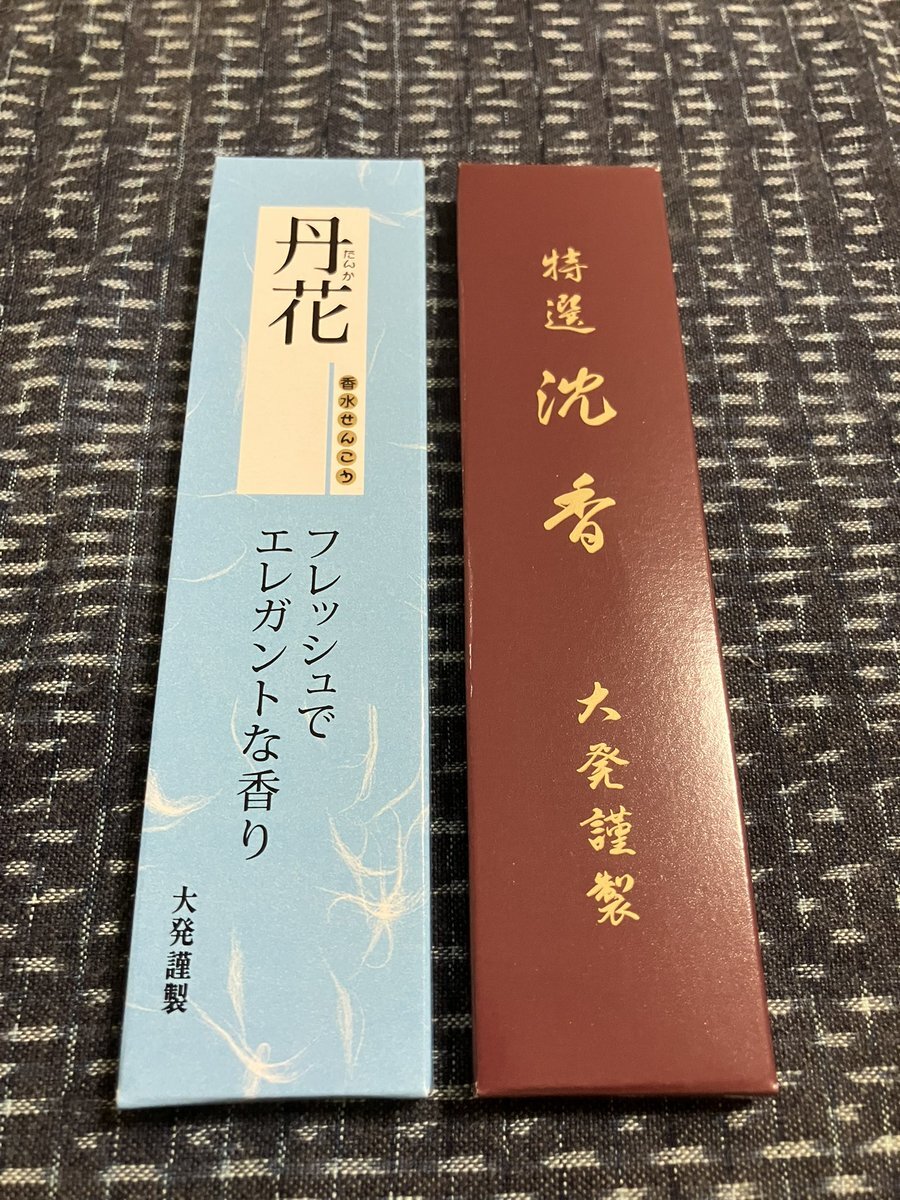 丹花
たんか
香水せんこう
フレッシュで
エレガントな香り
大発謹製
特選 沈香 大発謹製